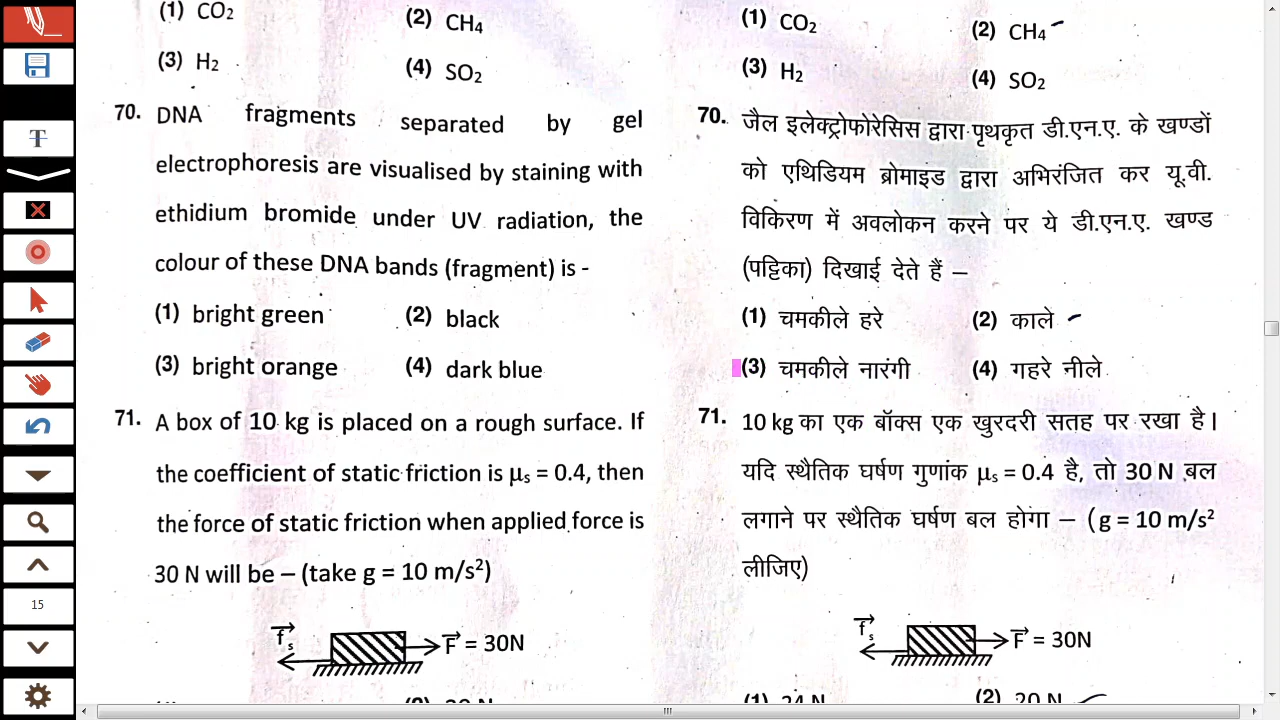 (1) CO₂ (2) CH₄
(3) H₂ (4) SO₂
70. DNA fragments separated by gel
electrophoresis are visualised by staining with
ethidium bromide under UV radiation, the
colour of these DNA bands (fragment) is -
(1) bright green (2) black
(3) bright orange (4) dark blue
71. A box of 10 kg is placed on a rough surface. If
the coefficient of static friction is μₛ = 0.4, then
the force of static friction when applied force is
30 N will be – (take g = 10 m/s²)
f⃗ₛ F⃗ = 30N
(1) CO₂ (2) CH₄
(3) H₂ (4) SO₂
70. जैल इलेक्ट्रोफोरेसिस द्वारा पृथकृत डी.एन.ए. के खण्डों
को एथिडियम ब्रोमाइड द्वारा अभिरंजित कर यू.वी.
विकिरण में अवलोकन करने पर ये डी.एन.ए. खण्ड
(पट्टिका) दिखाई देते हैं –
(1) चमकीले हरे (2) काले
(3) चमकीले नारंगी (4) गहरे नीले
71. 10 kg का एक बॉक्स एक खुरदरी सतह पर रखा है।
यदि स्थैतिक घर्षण गुणांक μₛ = 0.4 है, तो 30 N बल
लगाने पर स्थैतिक घर्षण बल होगा – (g = 10 m/s²
लीजिए)
f⃗ₛ F⃗ = 30N
(1) 24 N (2) 20 N
T
15